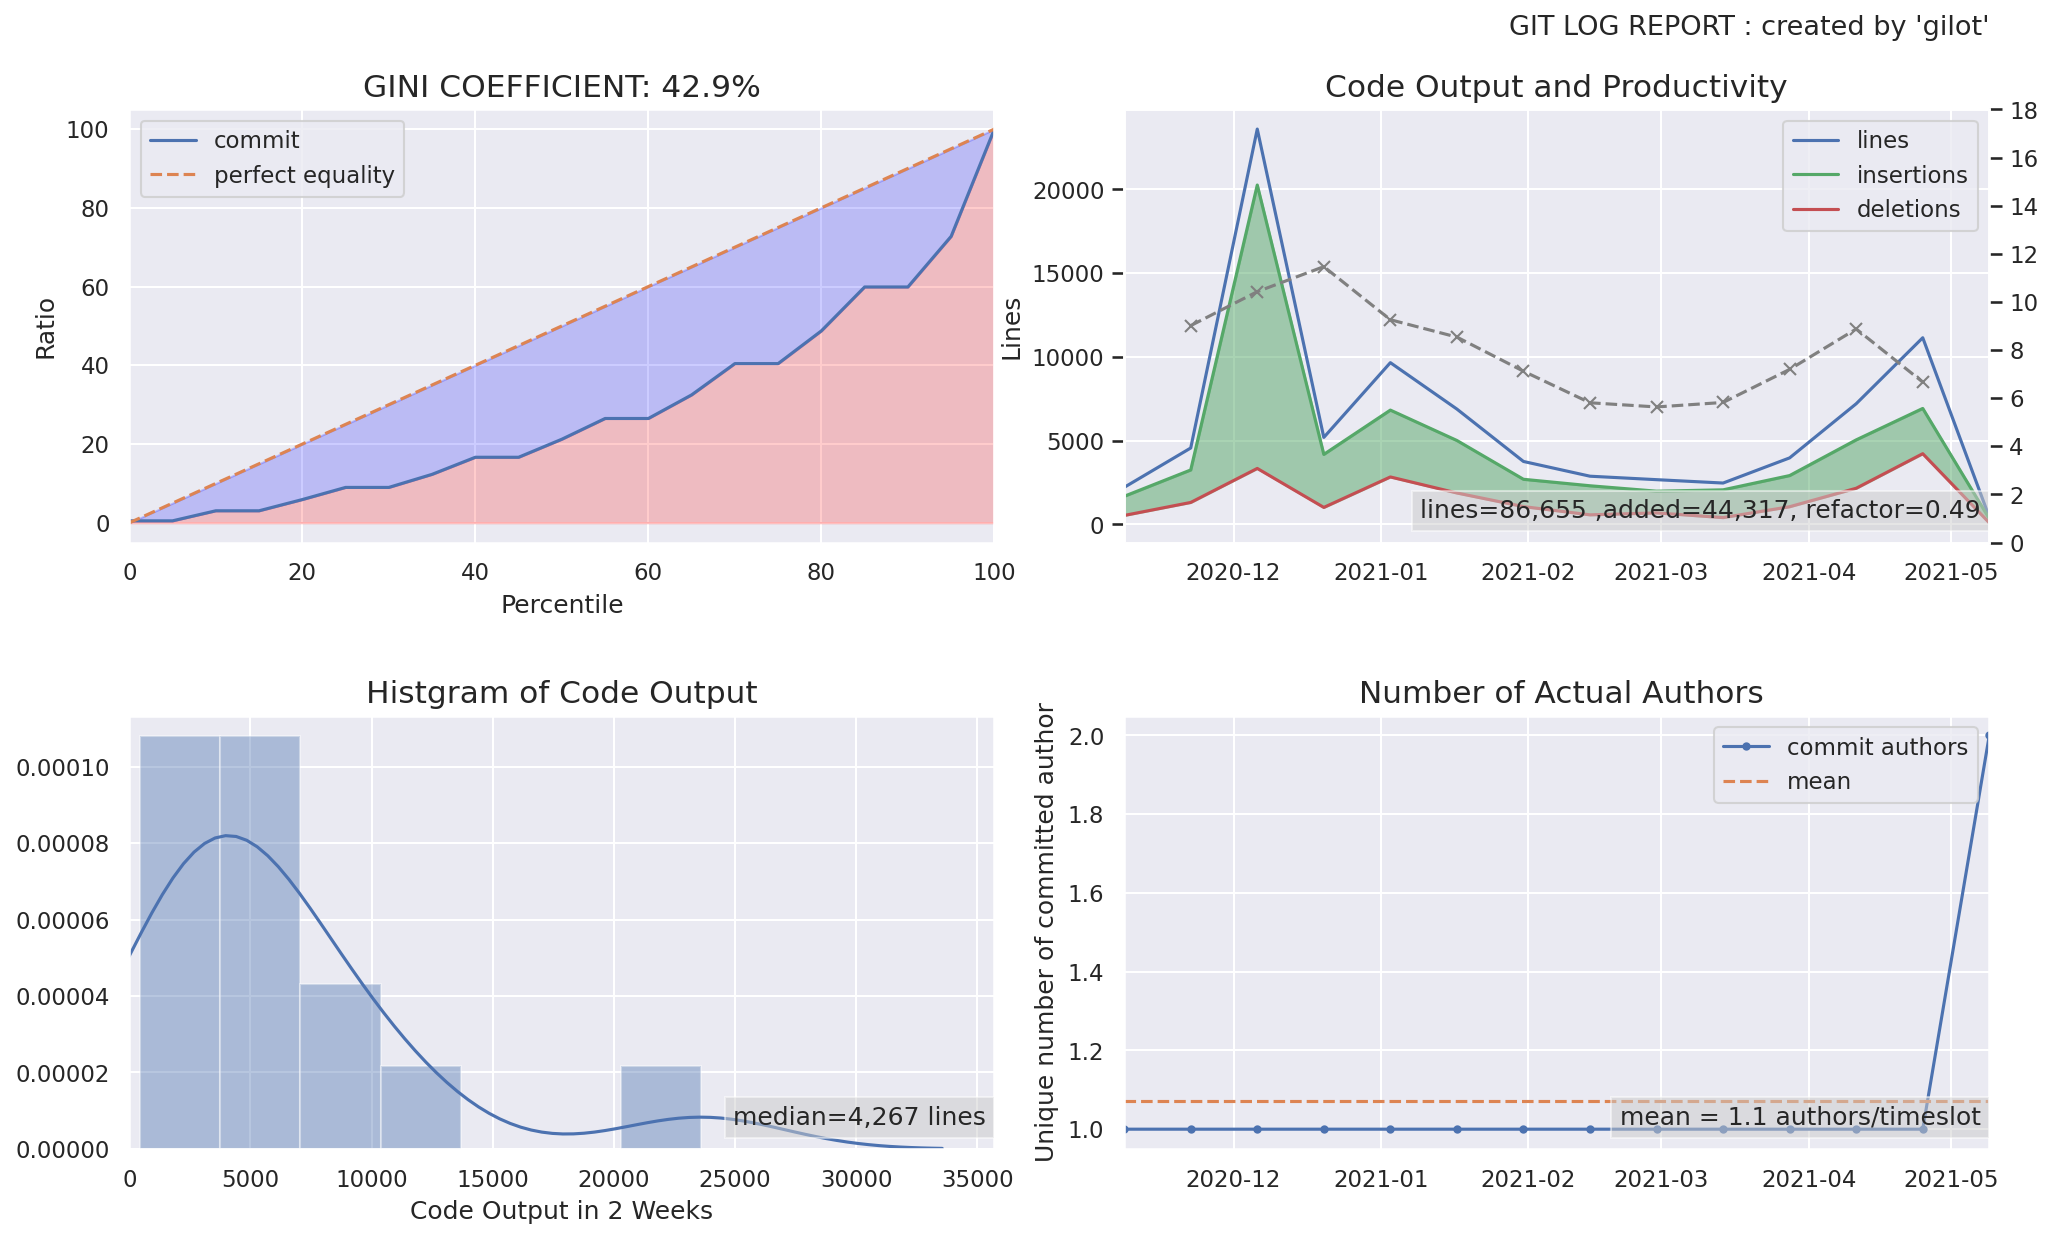 GIT LOG REPORT : created by 'gilot'
GINI COEFFICIENT: 42.9%
commit
perfect equality
100
80
60
40
20
0
Ratio
0 20 40 60 80 100
Percentile
Code Output and Productivity
lines
insertions
deletions
20000
15000
10000
5000
0
Lines
18
16
14
12
10
8
6
4
2
0
lines=86,655 ,added=44,317, refactor=0.49
2020-12 2021-01 2021-02 2021-03 2021-04 2021-05
Histgram of Code Output
0.00010
0.00008
0.00006
0.00004
0.00002
0.00000
median=4,267 lines
0 5000 10000 15000 20000 25000 30000 35000
Code Output in 2 Weeks
Number of Actual Authors
commit authors
mean
Unique number of committed author
2.0
1.8
1.6
1.4
1.2
1.0
mean = 1.1 authors/timeslot
2020-12 2021-01 2021-02 2021-03 2021-04 2021-05